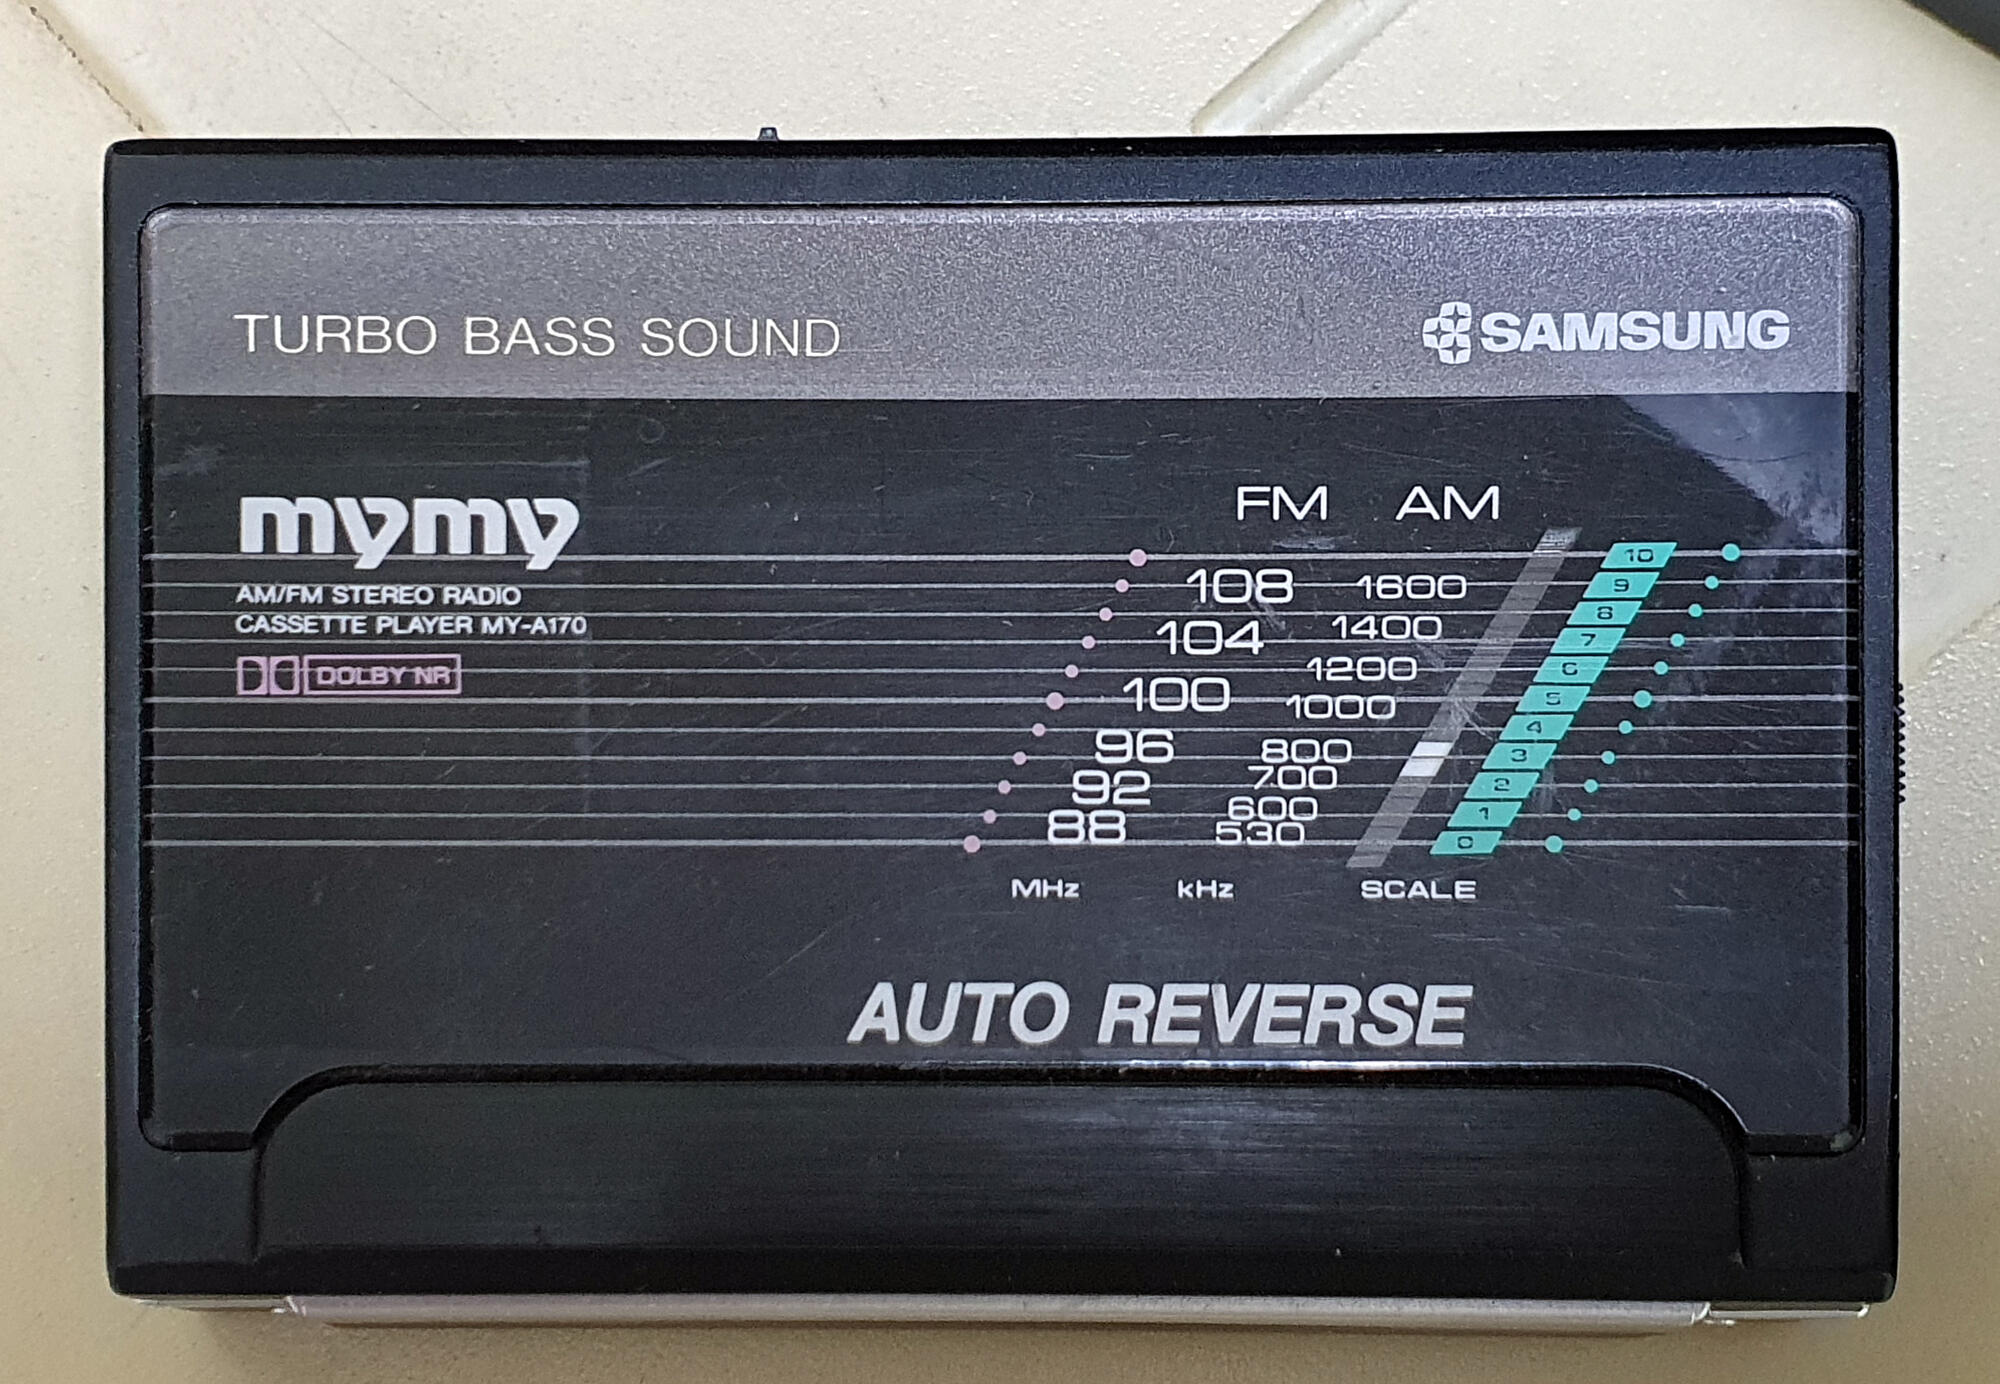 TURBO BASS SOUND
SAMSUNG
mymy
AM/FM STEREO RADIO
CASSETTE PLAYER MY-A170
DOLBY NR
FM AM
108 1600
104 1400
1200
100 1000
96 800
92 700
600
88 530
MHz kHz SCALE
10
9
8
7
6
5
4
3
2
1
0
AUTO REVERSE